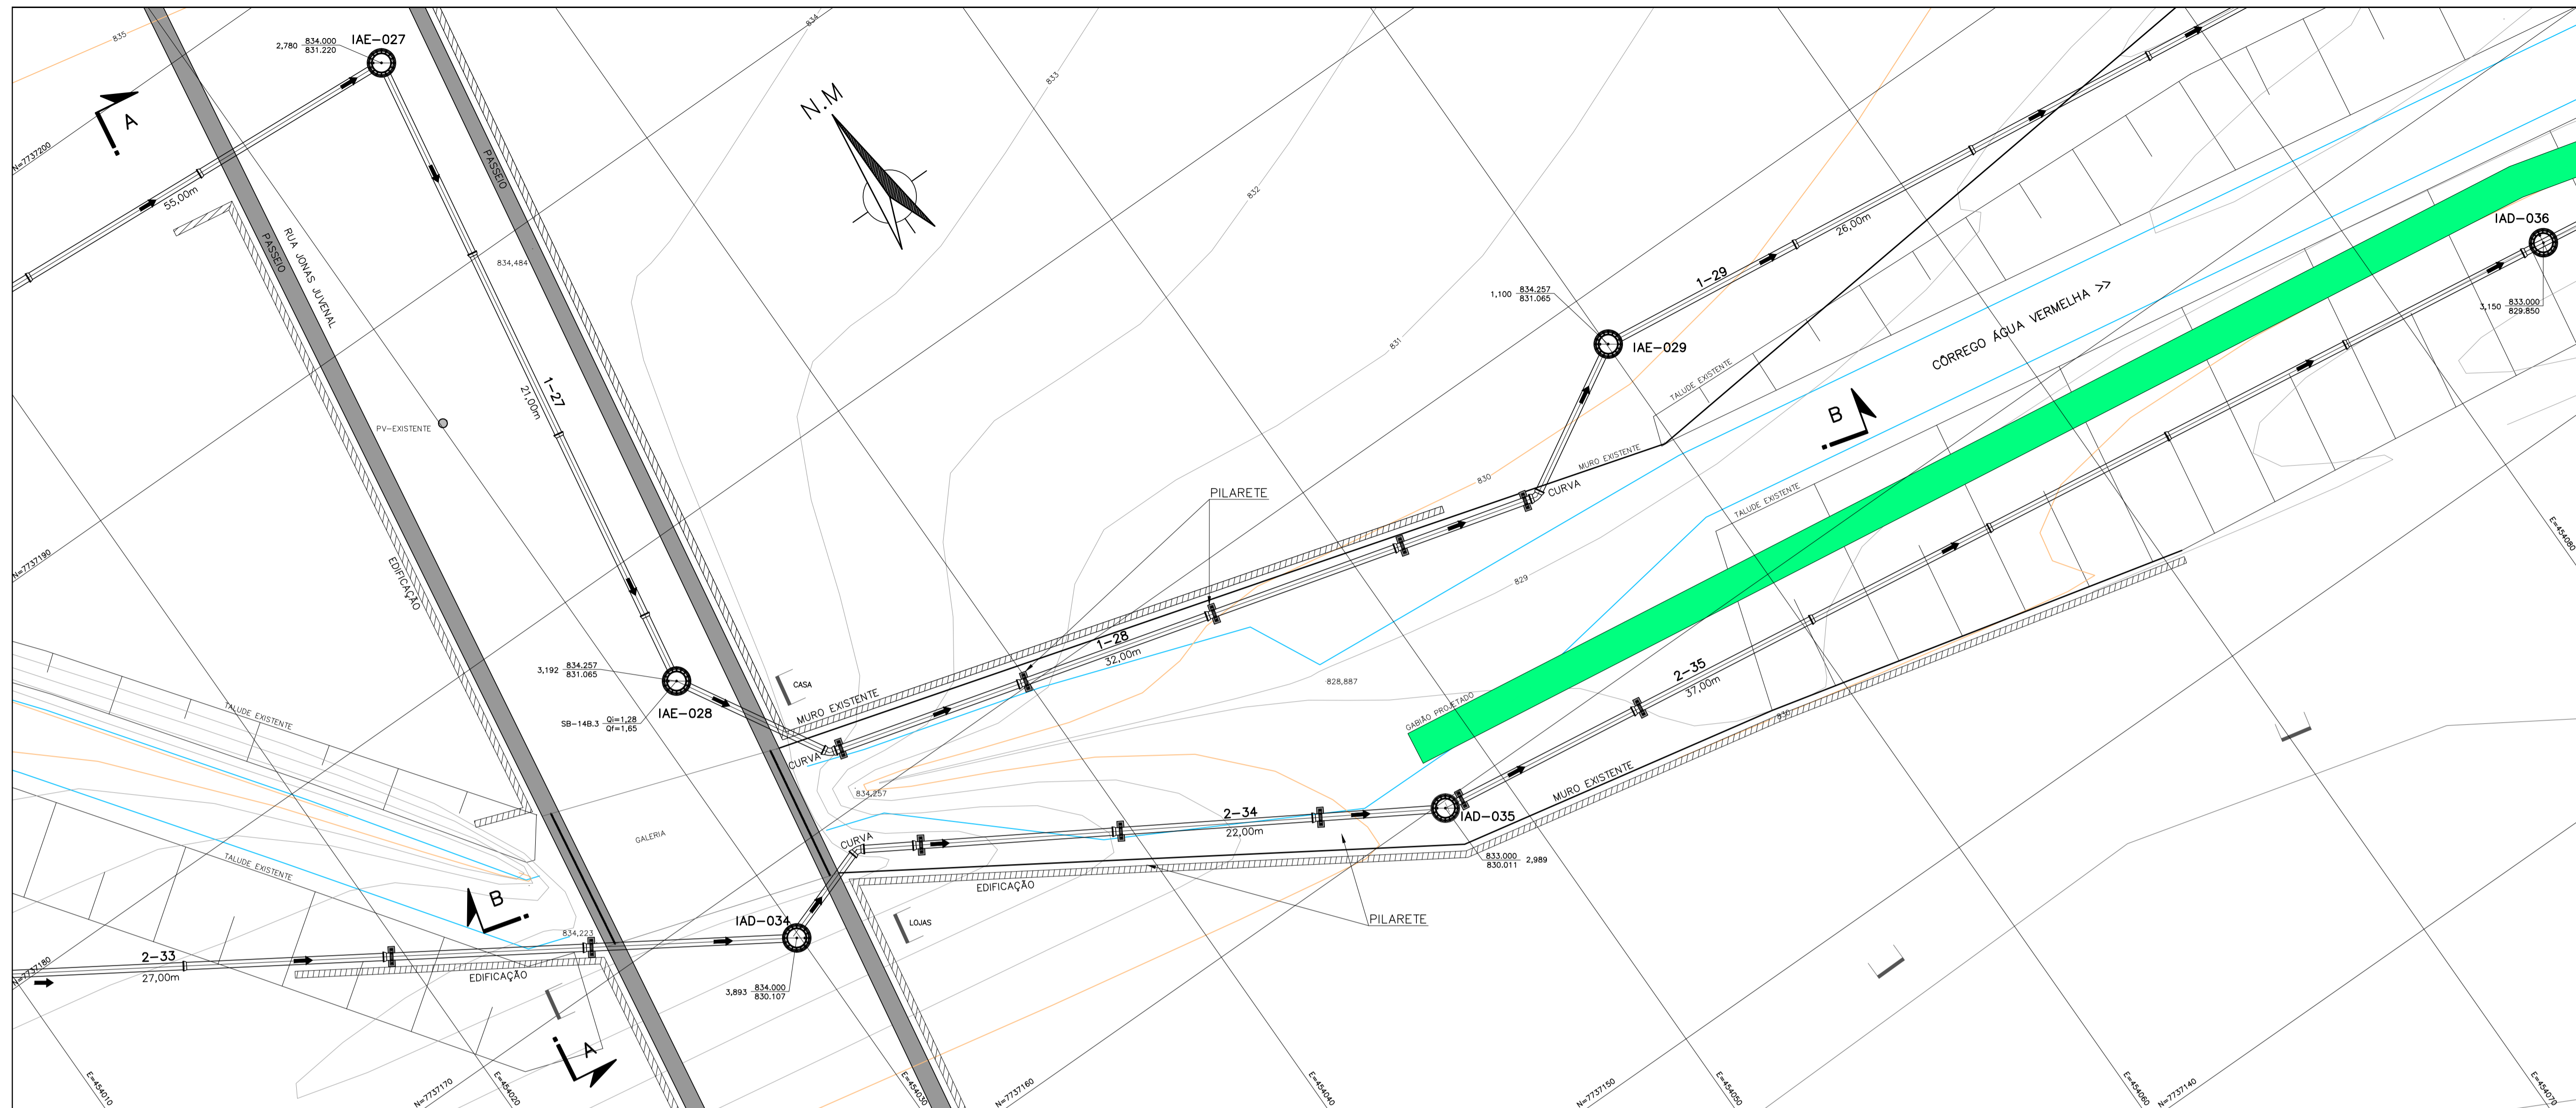 835
2,780
834.000
831.220
IAE-027
834
833
832
831
N.M
A
N=7737200
55,00m
PASSEIO
PASSEIO
RUA JONAS JUVENAL
834,484
1-27
21,00m
PV-EXISTENTE
EDIFICAÇÃO
N=7737190
3,192
834.257
831.065
IAE-028
SB-14B.3
Qi=1,28
Qf=1,65
CASA
MURO EXISTENTE
CURVA
1-28
32,00m
PILARETE
830
MURO EXISTENTE
CURVA
1,100
834.257
831.065
IAE-029
1-29
26,00m
TALUDE EXISTENTE
CÔRREGO ÁGUA VERMELHA >>
B
IAD-036
3,150
833.000
829.850
E=454080
TALUDE EXISTENTE
829
828,887
GABIÃO PROJETADO
2-35
37,00m
830
MURO EXISTENTE
IAD-035
833.000
830.011
2,989
2-34
22,00m
834,257
CURVA
GALERIA
EDIFICAÇÃO
PILARETE
LOJAS
IAD-034
3,893
834.000
830.107
TALUDE EXISTENTE
TALUDE EXISTENTE
B
834,223
2-33
27,00m
EDIFICAÇÃO
N=7737180
A
E=454010
N=7737170
E=454020
E=454030
N=7737160
E=454040
N=7737150
E=454050
E=454060
N=7737140
E=454070